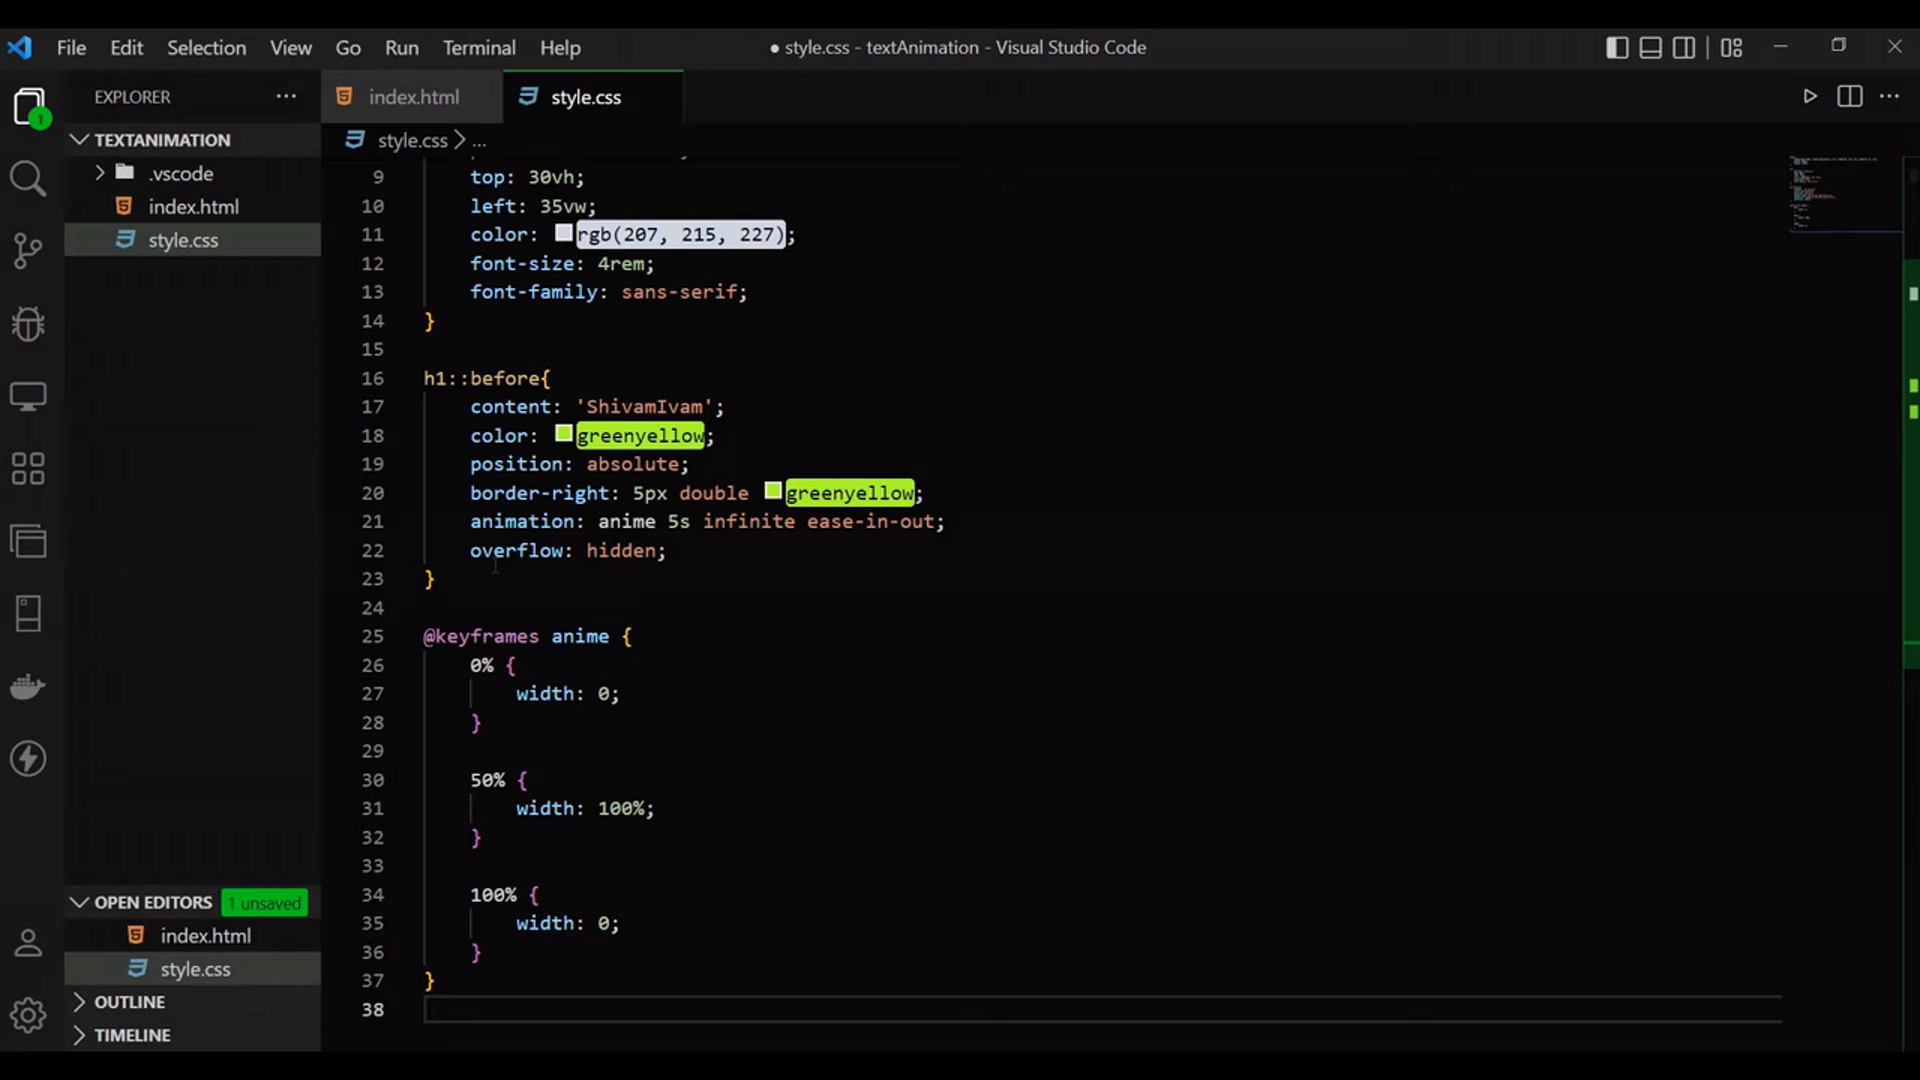 File Edit Selection View Go Run Terminal Help
● style.css - textAnimation - Visual Studio Code
EXPLORER ...
index.html
style.css
1
TEXTANIMATION
.vscode
index.html
style.css
style.css > ...
9 top: 30vh;
10 left: 35vw;
11 color: rgb(207, 215, 227);
12 font-size: 4rem;
13 font-family: sans-serif;
14 }
15
16 h1::before{
17 content: 'ShivamIvam';
18 color: greenyellow;
19 position: absolute;
20 border-right: 5px double greenyellow;
21 animation: anime 5s infinite ease-in-out;
22 overflow: hidden;
23 }
24
25 @keyframes anime {
26 0% {
27 width: 0;
28 }
29
30 50% {
31 width: 100%;
32 }
33
34 100% {
35 width: 0;
36 }
37 }
38
OPEN EDITORS 1 unsaved
index.html
style.css
OUTLINE
TIMELINE